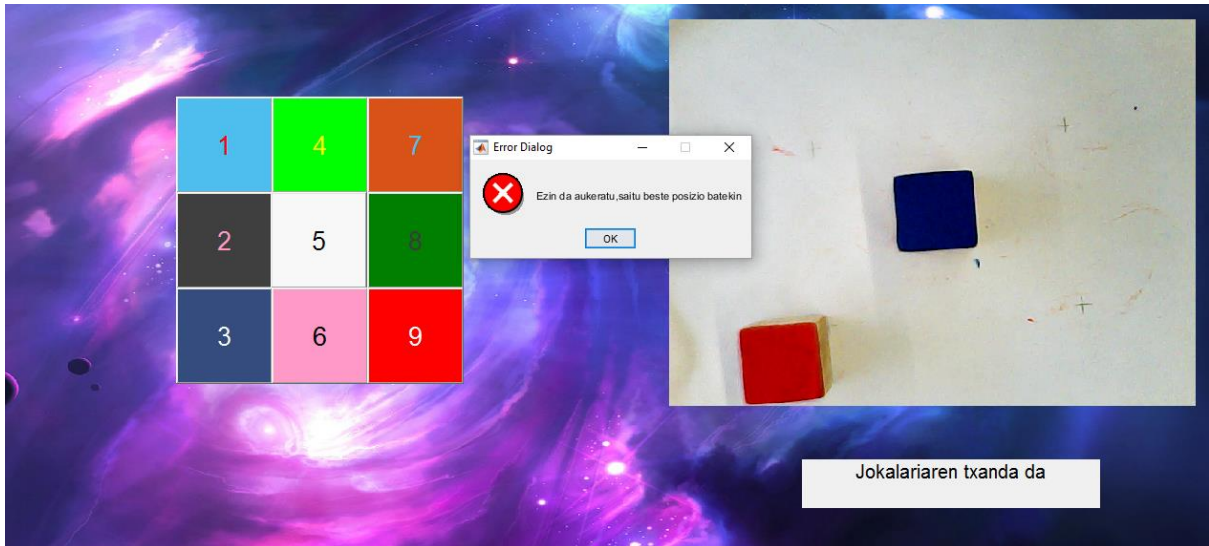 1 4 7
2 5 8
3 6 9
Error Dialog
Ezin da aukeratu,saitu beste posizio batekin
OK
Jokalariaren txanda da